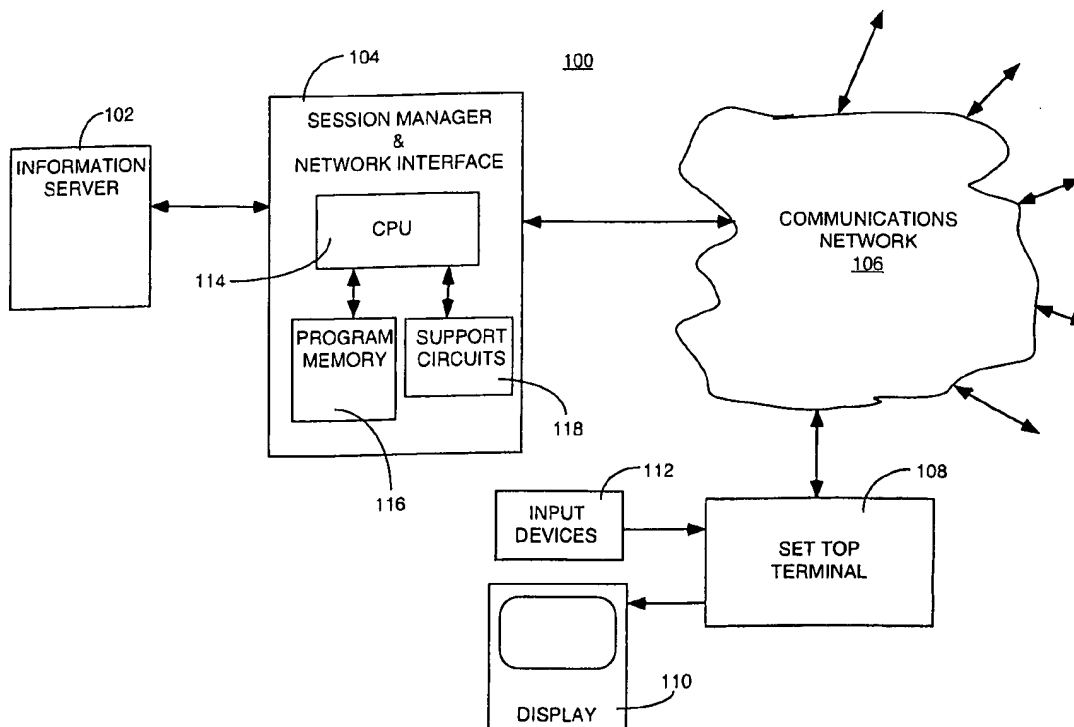 104
100
102
SESSION MANAGER
&
NETWORK INTERFACE
INFORMATION
SERVER
CPU
COMMUNICATIONS
NETWORK
106
114
PROGRAM
MEMORY
SUPPORT
CIRCUITS
118
116
112
108
INPUT
DEVICES
SET TOP
TERMINAL
110
DISPLAY